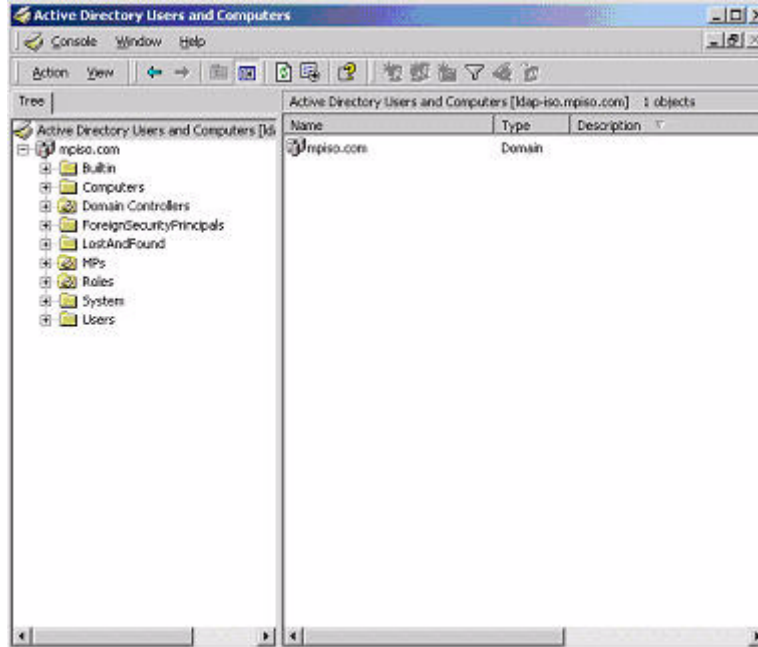 Active Directory Users and Computers
Console Window Help
Action View
Tree
Active Directory Users and Computers [ldap-iso.mpiso.com] 1 objects
Active Directory Users and Computers [lda
Name Type Description
mpiso.com
mpiso.com Domain
Builtin
Computers
Domain Controllers
ForeignSecurityPrincipals
LostAndFound
MPs
Roles
System
Users